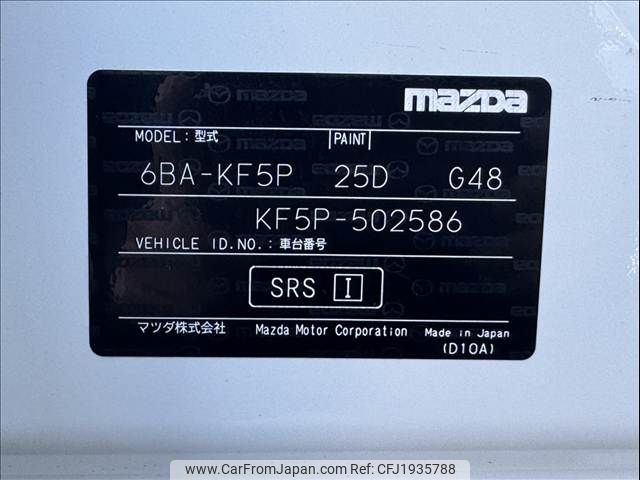 mazda
MODEL: 型式 PAINT
6BA-KF5P 25D G48
KF5P-502586
VEHICLE ID.NO.: 車台番号
SRS I
マツダ株式会社 Mazda Motor Corporation Made in Japan
(D10A)
www.CarFromJapan.com - CFJ1935788